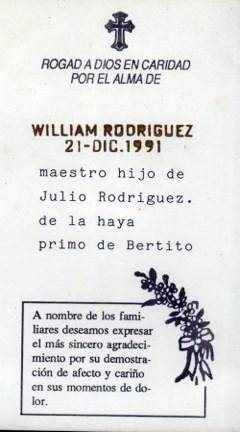 ROGAD A DIOS EN CARIDAD
POR EL ALMA DE
WILLIAM RODRIGUEZ
21-DIC.1991
maestro hijo de
Julio Rodriguez.
de la haya
primo de Bertito
A nombre de los fami-
liares deseamos expresar
el más sincero agradeci-
miento por su demostra-
ción de afecto y cariño
en sus momentos de do-
lor.